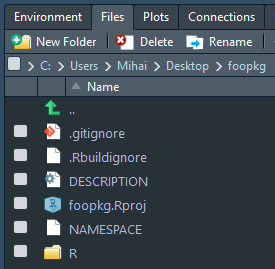 Environment Files Plots Connections
New Folder Delete Rename
C: Users Mihai Desktop foopkg
Name
..
.gitignore
.Rbuildignore
DESCRIPTION
foopkg.Rproj
NAMESPACE
R